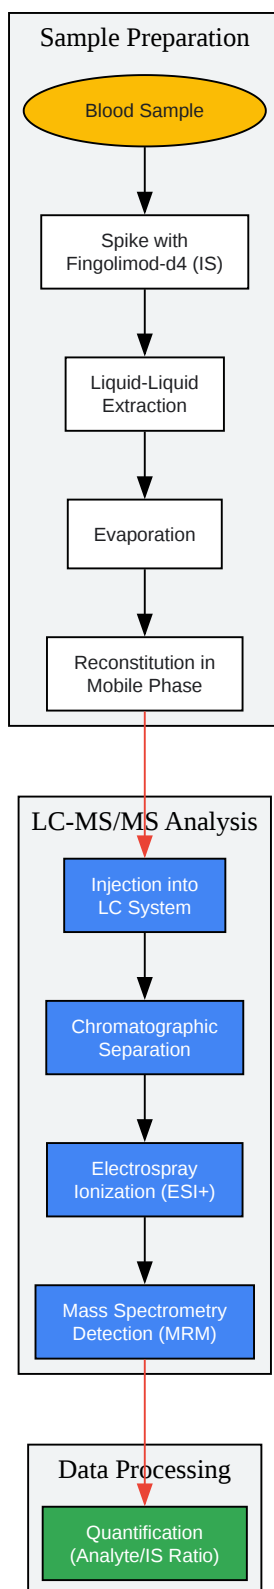 Sample Preparation
Blood Sample
Spike with
Fingolimod-d4 (IS)
Liquid-Liquid
Extraction
Evaporation
Reconstitution in
Mobile Phase
LC-MS/MS Analysis
Injection into
LC System
Chromatographic
Separation
Electrospray
Ionization (ESI+)
Mass Spectrometry
Detection (MRM)
Data Processing
Quantification
(Analyte/IS Ratio)